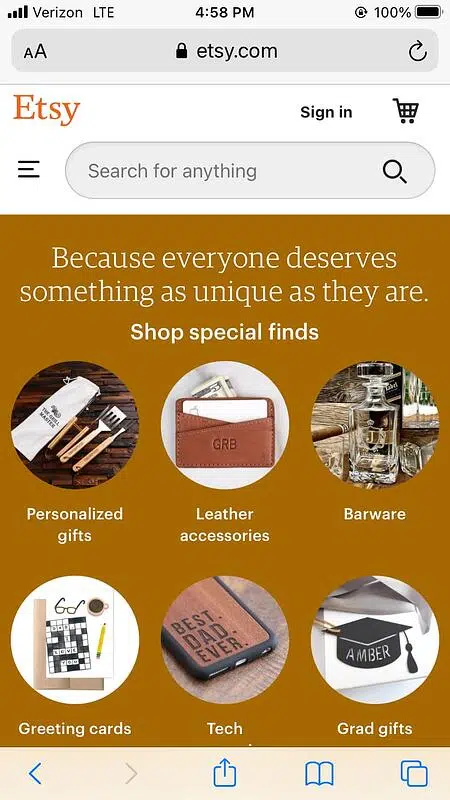 Verizon LTE 4:58 PM 100%
AA etsy.com
Etsy Sign in
Search for anything
Because everyone deserves
something as unique as they are.
Shop special finds
THE GRILL
MASTER
GRB
Personalized
gifts
Leather
accessories
Barware
LOVE
YOU
BEST.
DAD.
EVER.
AMBER
Greeting cards
Tech
Grad gifts